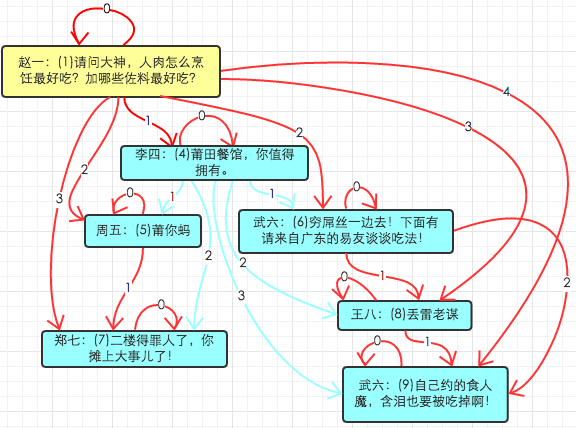 0
赵一：(1)请问大神，人肉怎么烹
饪最好吃？加哪些佐料最好吃？
4
3
1
0
2
李四：(4)莆田餐馆，你值得
拥有。
3
2
0
1
1
0
周五：(5)莆你蚂
武六：(6)穷屌丝一边去！下面有
请来自广东的易友谈谈吃法！
2
2
1
3
0
1
2
0
王八：(8)丟雷老谋
郑七：(7)二楼得罪人了，你
摊上大事儿了！
0
1
武六：(9)自己约的食人
魔，含泪也要被吃掉啊！